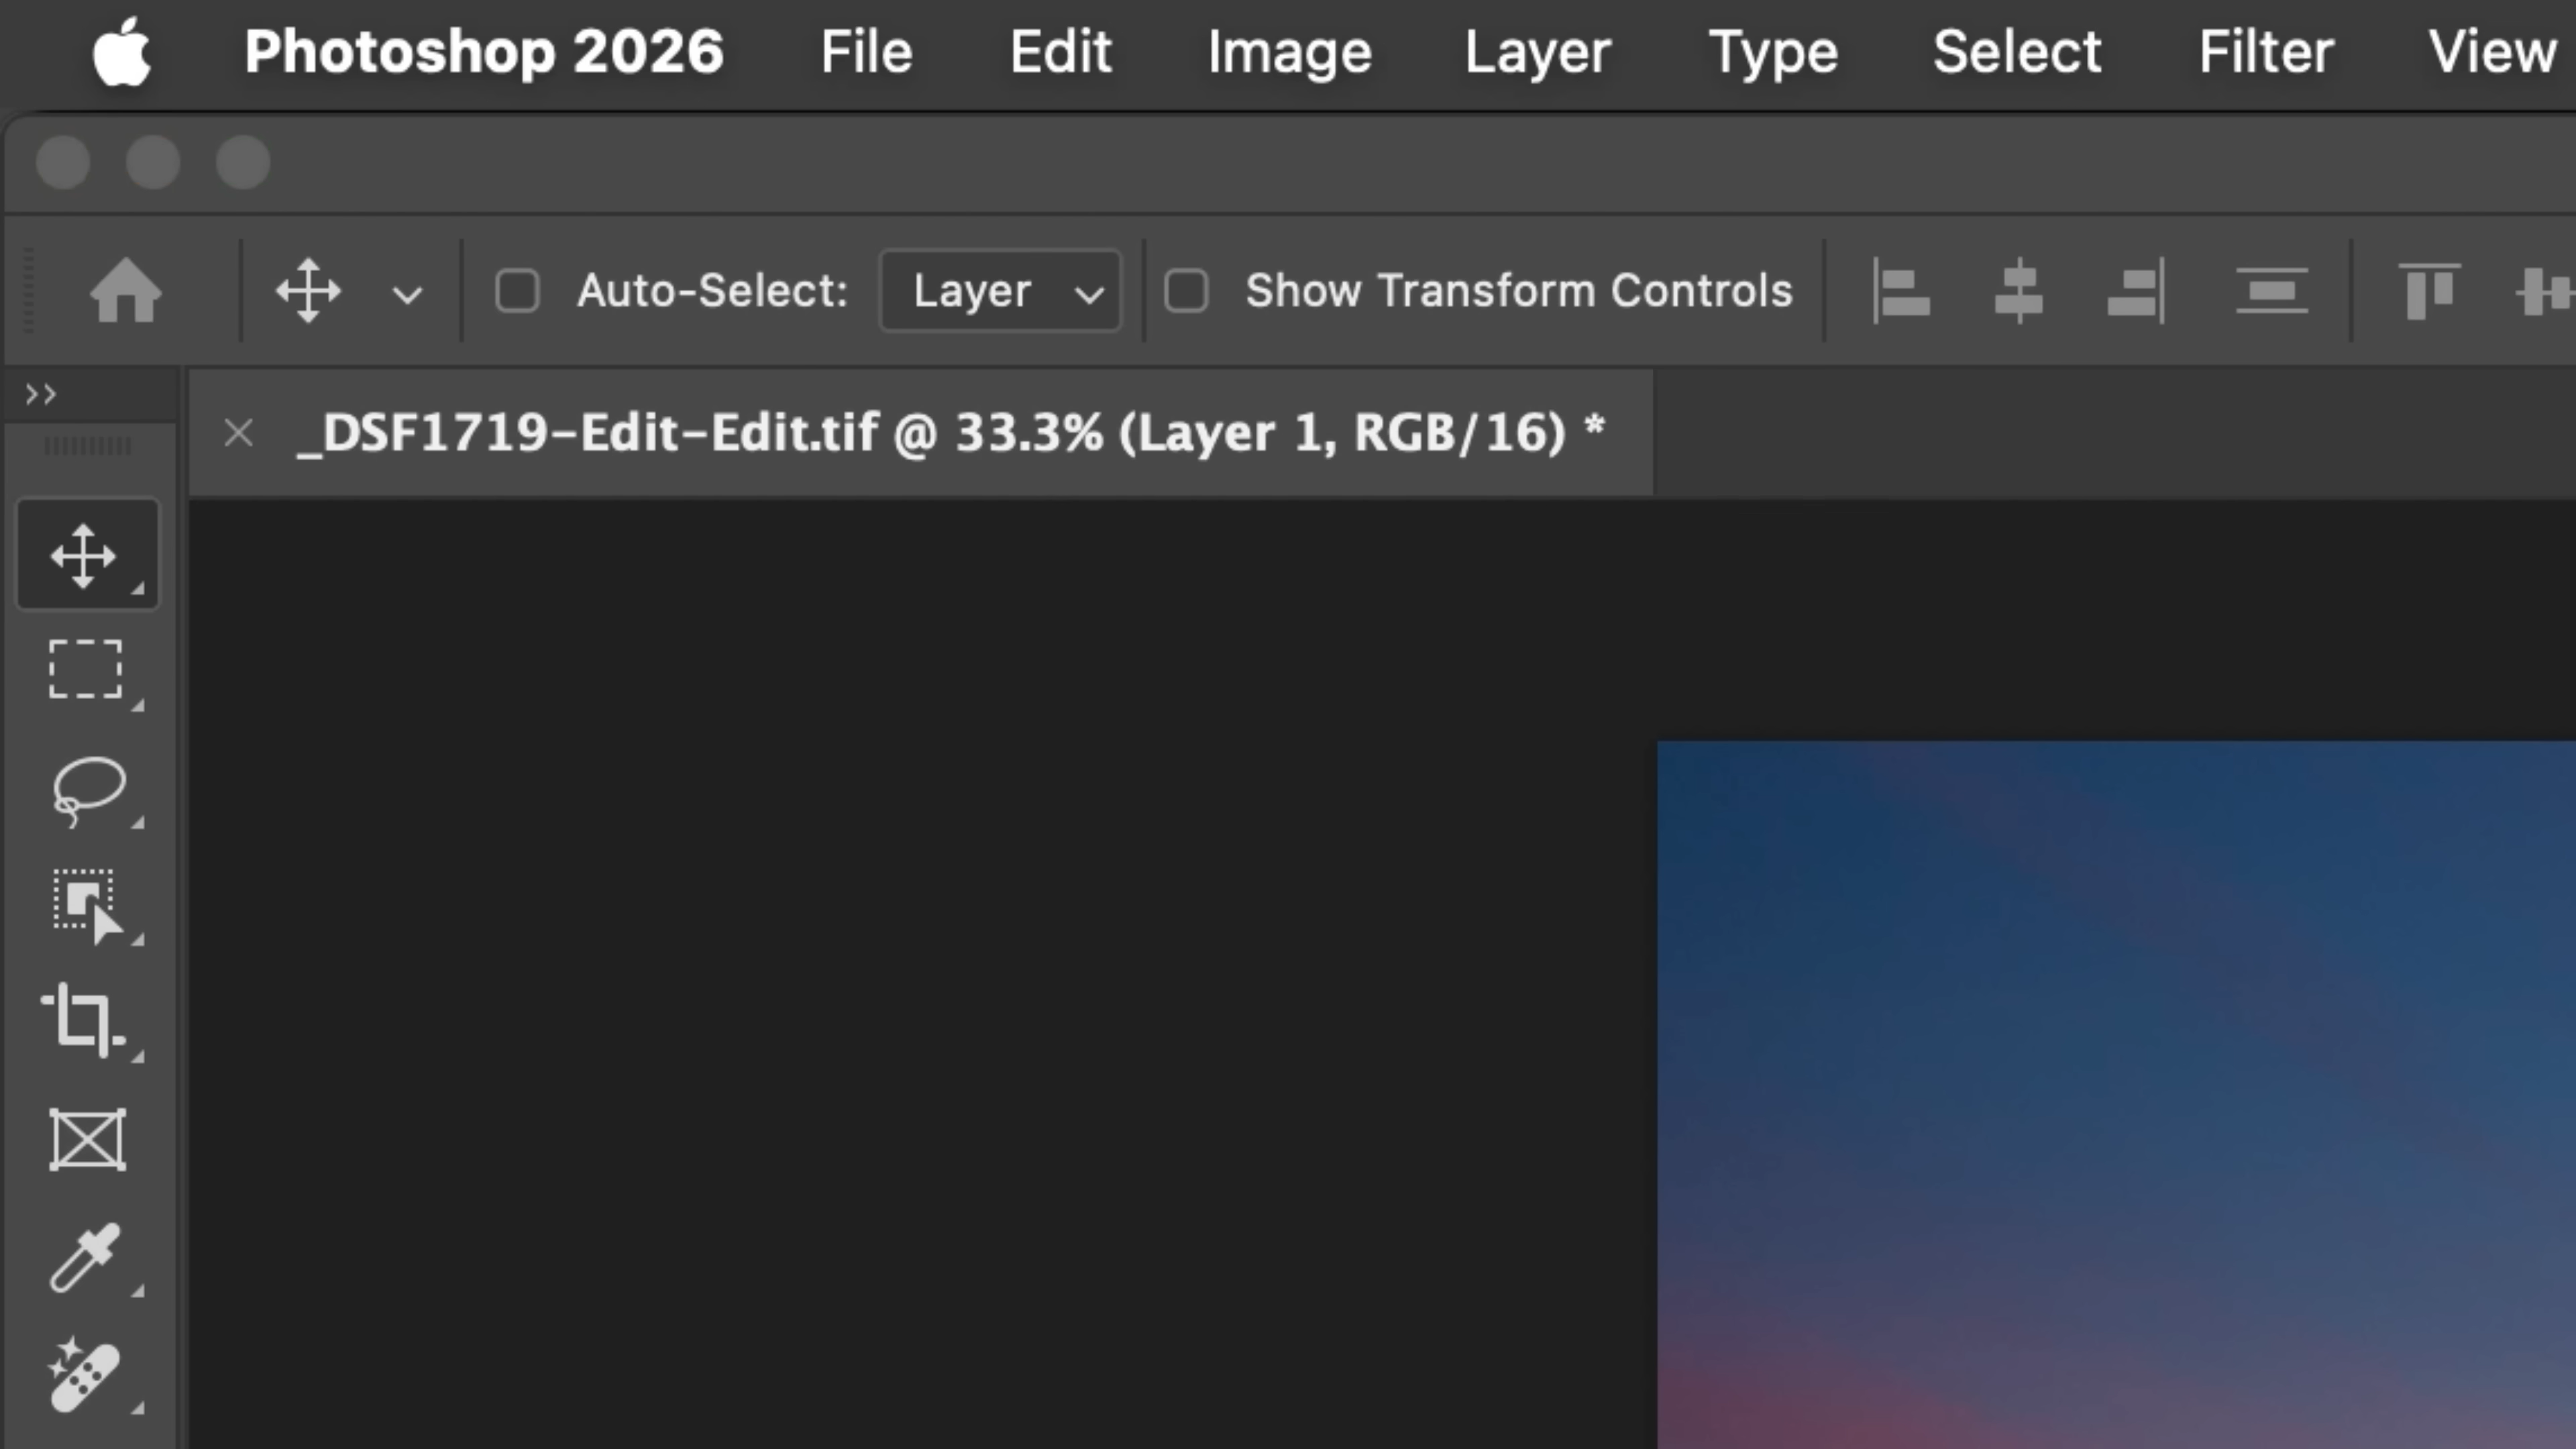 Photoshop 2026 File Edit Image Layer Type Select Filter View
Auto-Select: Layer Show Transform Controls
_DSF1719-Edit-Edit.tif @ 33.3% (Layer 1, RGB/16) *